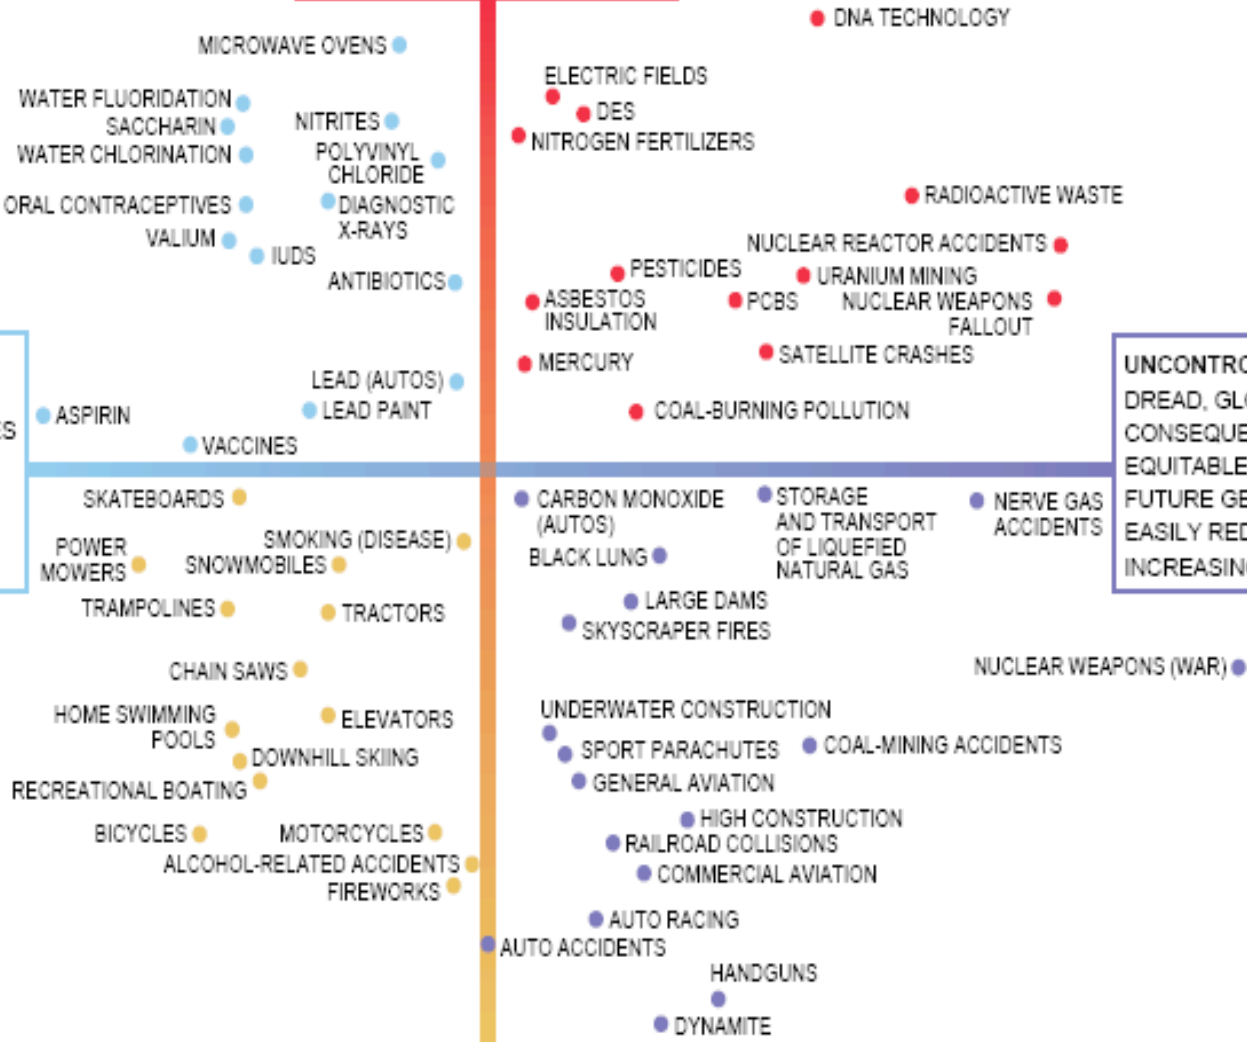 DNA TECHNOLOGY
MICROWAVE OVENS
ELECTRIC FIELDS
WATER FLUORIDATION
DES
SACCHARIN
NITRITES
NITROGEN FERTILIZERS
WATER CHLORINATION
POLYVINYL
CHLORIDE
ORAL CONTRACEPTIVES
DIAGNOSTIC
X-RAYS
RADIOACTIVE WASTE
VALIUM
IUDS
NUCLEAR REACTOR ACCIDENTS
ANTIBIOTICS
PESTICIDES
URANIUM MINING
ASBESTOS
INSULATION
PCBS
NUCLEAR WEAPONS
FALLOUT
MERCURY
SATELLITE CRASHES
LEAD (AUTOS)
LEAD PAINT
COAL-BURNING POLLUTION
ASPIRIN
VACCINES
ES
UNCONTRO
DREAD, GLO
CONSEQUE
EQUITABLE
FUTURE GE
EASILY RED
INCREASING
SKATEBOARDS
CARBON MONOXIDE
(AUTOS)
STORAGE
AND TRANSPORT
OF LIQUEFIED
NATURAL GAS
NERVE GAS
ACCIDENTS
SMOKING (DISEASE)
POWER
MOWERS
SNOWMOBILES
BLACK LUNG
TRAMPOLINES
TRACTORS
LARGE DAMS
SKYSCRAPER FIRES
CHAIN SAWS
NUCLEAR WEAPONS (WAR)
HOME SWIMMING
POOLS
ELEVATORS
UNDERWATER CONSTRUCTION
DOWNHILL SKIING
SPORT PARACHUTES
COAL-MINING ACCIDENTS
RECREATIONAL BOATING
GENERAL AVIATION
BICYCLES
MOTORCYCLES
HIGH CONSTRUCTION
RAILROAD COLLISIONS
ALCOHOL-RELATED ACCIDENTS
COMMERCIAL AVIATION
FIREWORKS
AUTO RACING
AUTO ACCIDENTS
HANDGUNS
DYNAMITE